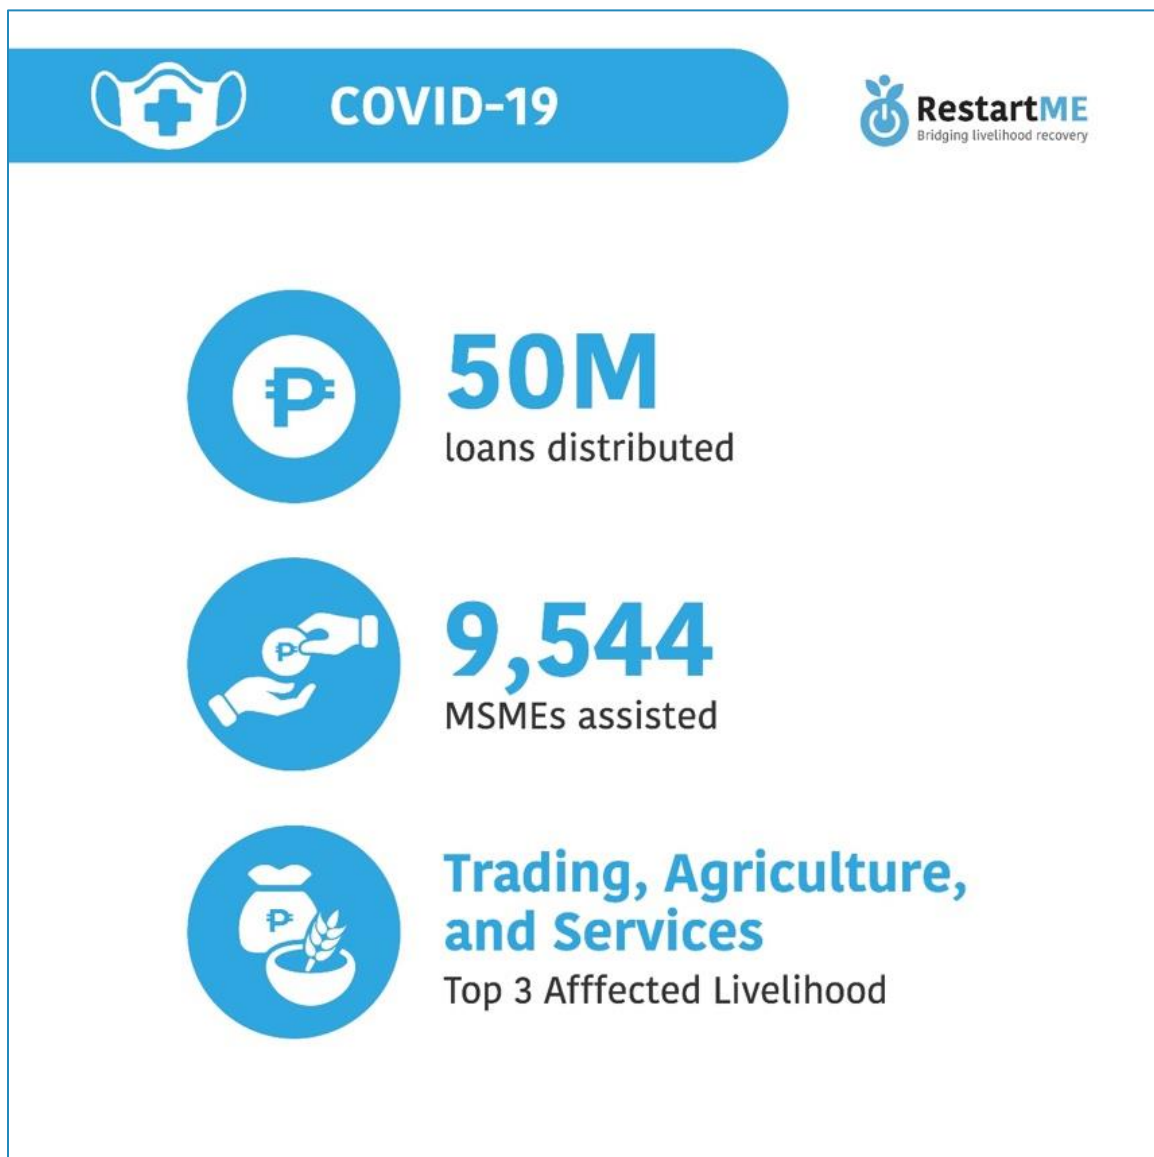 COVID-19
RestartME
Bridging livelihood recovery
₱
50M
loans distributed
₱
9,544
MSMEs assisted
₱
Trading, Agriculture,
and Services
Top 3 Afffected Livelihood